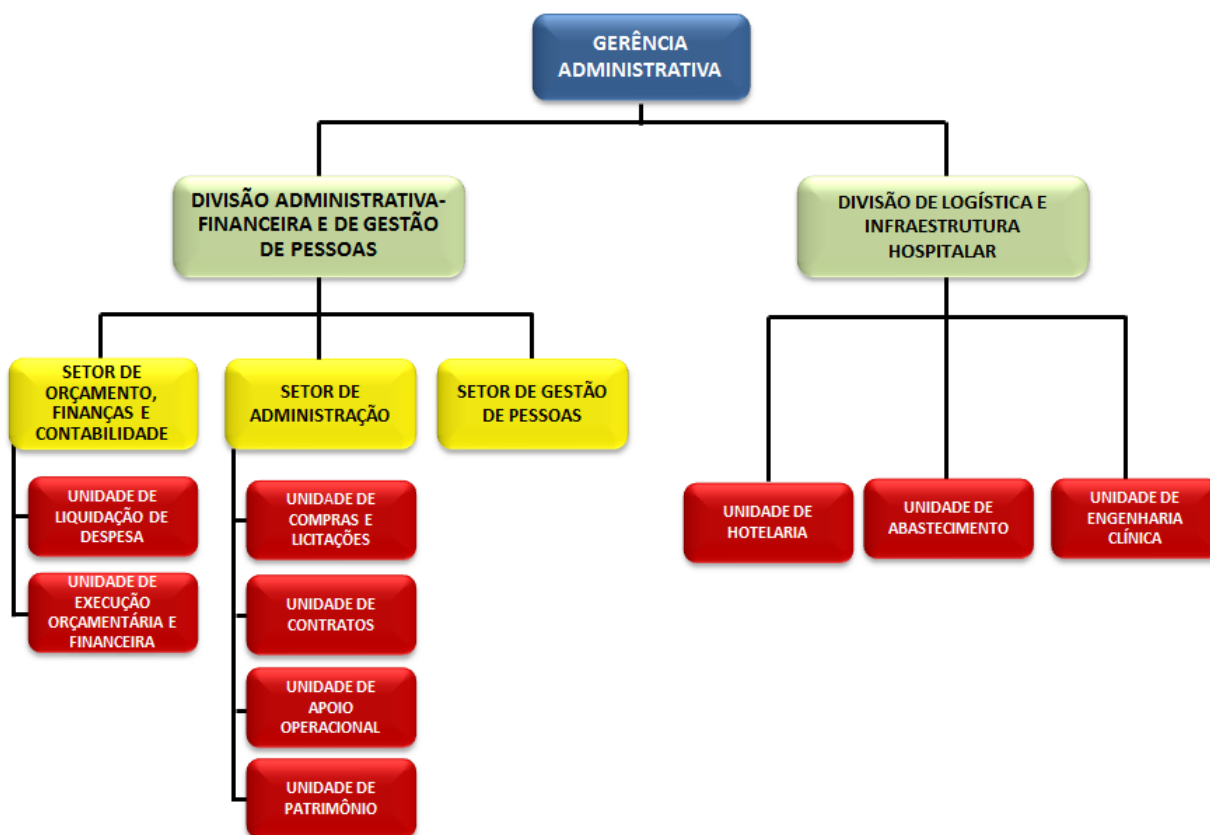 GERÊNCIA
ADMINISTRATIVA
DIVISÃO ADMINISTRATIVA-
FINANCEIRA E DE GESTÃO
DE PESSOAS
DIVISÃO DE LOGÍSTICA E
INFRAESTRUTURA
HOSPITALAR
SETOR DE
ORÇAMENTO,
FINANÇAS E
CONTABILIDADE
SETOR DE
ADMINISTRAÇÃO
SETOR DE GESTÃO
DE PESSOAS
UNIDADE DE
LIQUIDAÇÃO DE
DESPESA
UNIDADE DE
EXECUÇÃO
ORÇAMENTÁRIA E
FINANCEIRA
UNIDADE DE
COMPRAS E
LICITAÇÕES
UNIDADE DE
CONTRATOS
UNIDADE DE
APOIO
OPERACIONAL
UNIDADE DE
PATRIMÔNIO
UNIDADE DE
HOTELARIA
UNIDADE DE
ABASTECIMENTO
UNIDADE DE
ENGENHARIA
CLÍNICA